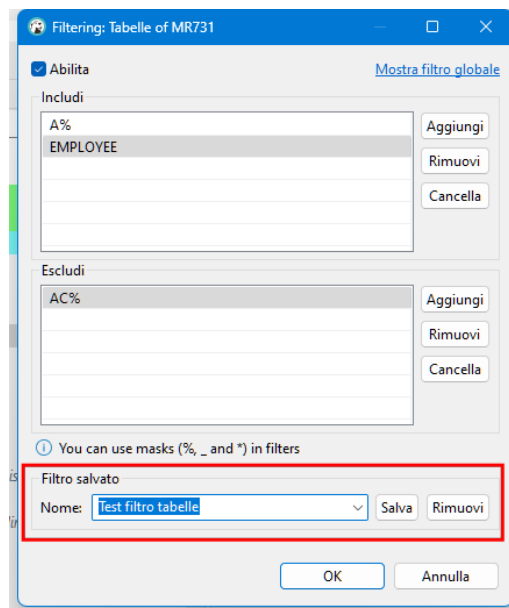 Filtering: Tabelle of MR731
Abilita
Mostra filtro globale
Includi
A%
EMPLOYEE
Aggiungi
Rimuovi
Cancella
Escludi
AC%
Aggiungi
Rimuovi
Cancella
You can use masks (%, _ and *) in filters
Filtro salvato
Nome: Test filtro tabelle Salva Rimuovi
OK Annulla